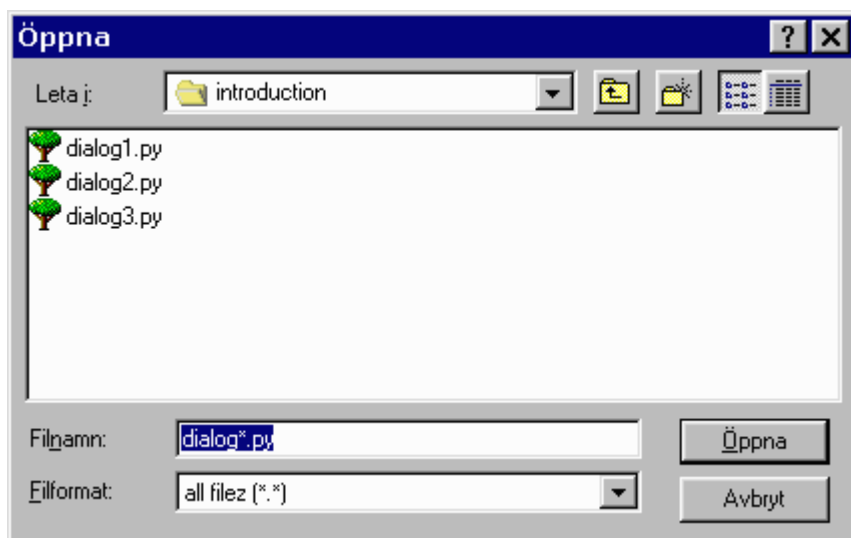 Öppna
Leta i: introduction
dialog1.py
dialog2.py
dialog3.py
Filnamn: dialog*.py Öppna
Filformat: all filez (*.*) Avbryt